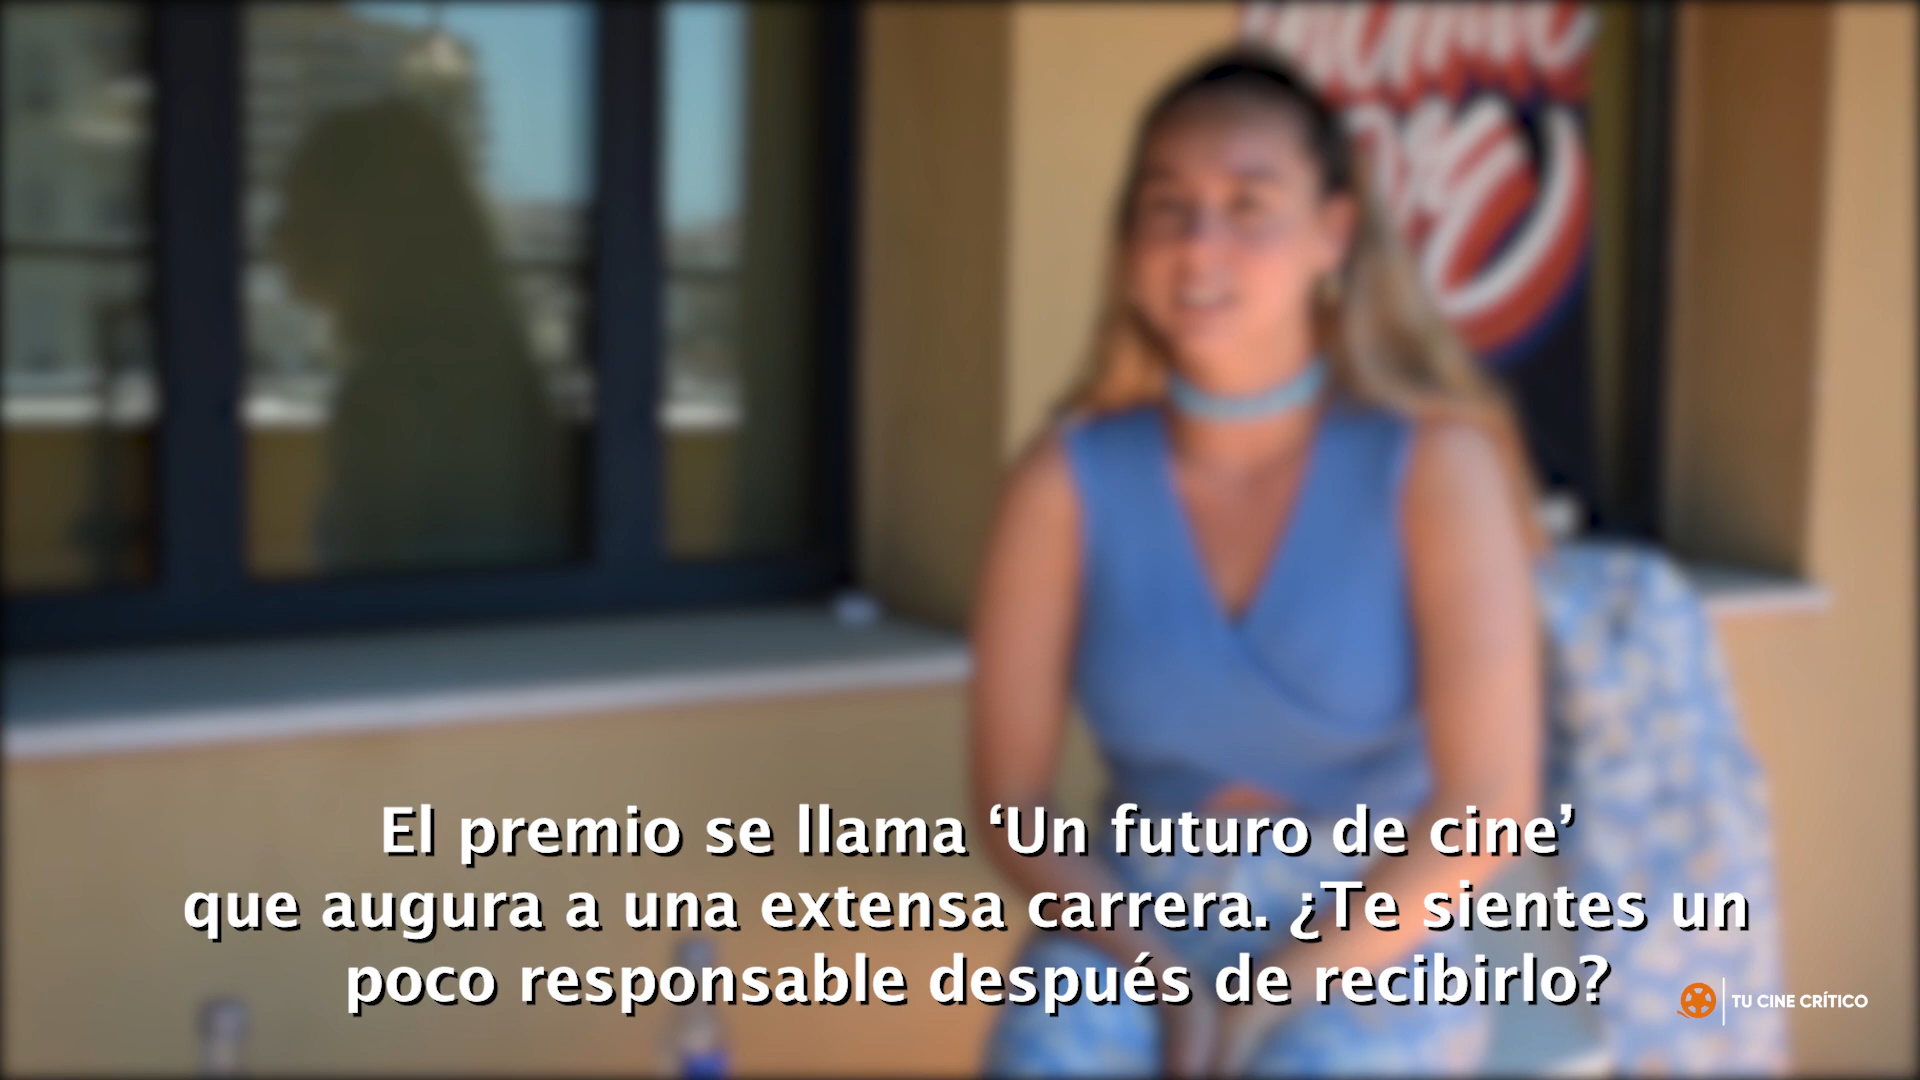 El premio se llama ‘Un futuro de cine’
que augura a una extensa carrera. ¿Te sientes un
poco responsable después de recibirlo?
TU CINE CRÍTICO